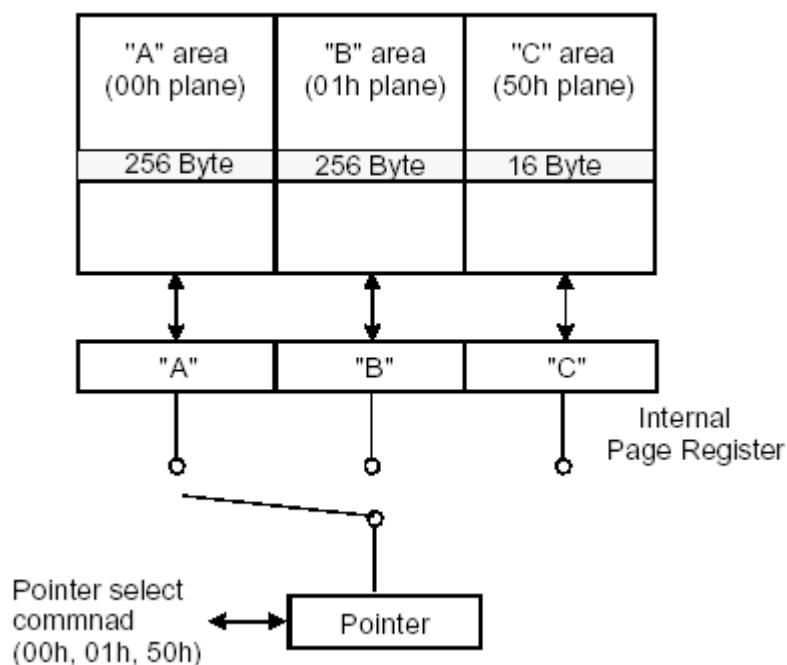 "A" area
(00h plane)
"B" area
(01h plane)
"C" area
(50h plane)
256 Byte
256 Byte
16 Byte
"A"
"B"
"C"
Internal
Page Register
Pointer select
commnad
(00h, 01h, 50h)
Pointer